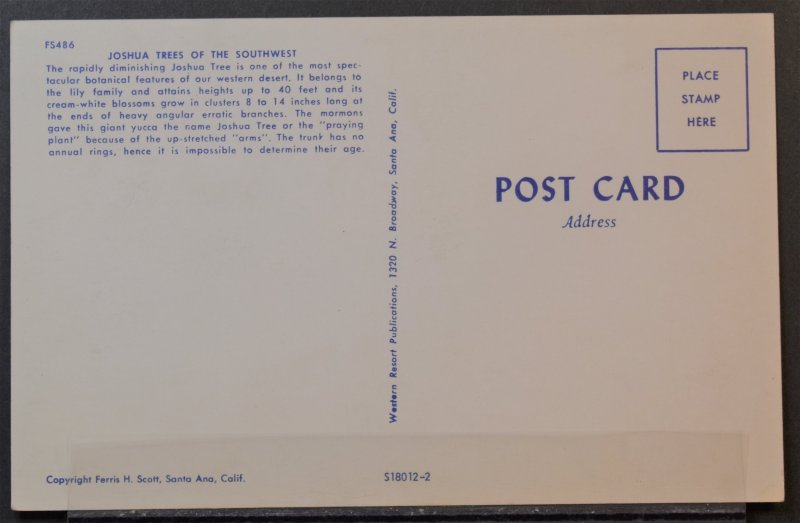 FS486
JOSHUA TREES OF THE SOUTHWEST
The rapidly diminishing Joshua Tree is one of the most spec-
tacular botanical features of our western desert. It belongs to
the lily family and attains heights up to 40 feet and its
cream-white blossoms grow in clusters 8 to 14 inches long at
the ends of heavy angular erratic branches. The mormons
gave this giant yucca the name Joshua Tree or the "praying
plant" because of the up-stretched "arms". The trunk has no
annual rings, hence it is impossible to determine their age.
Copyright Ferris H. Scott, Santa Ana, Calif.
Western Resort Publications, 1320 N. Broadway, Santa Ana, Calif.
S18012-2
PLACE
STAMP
HERE
POST CARD
Address